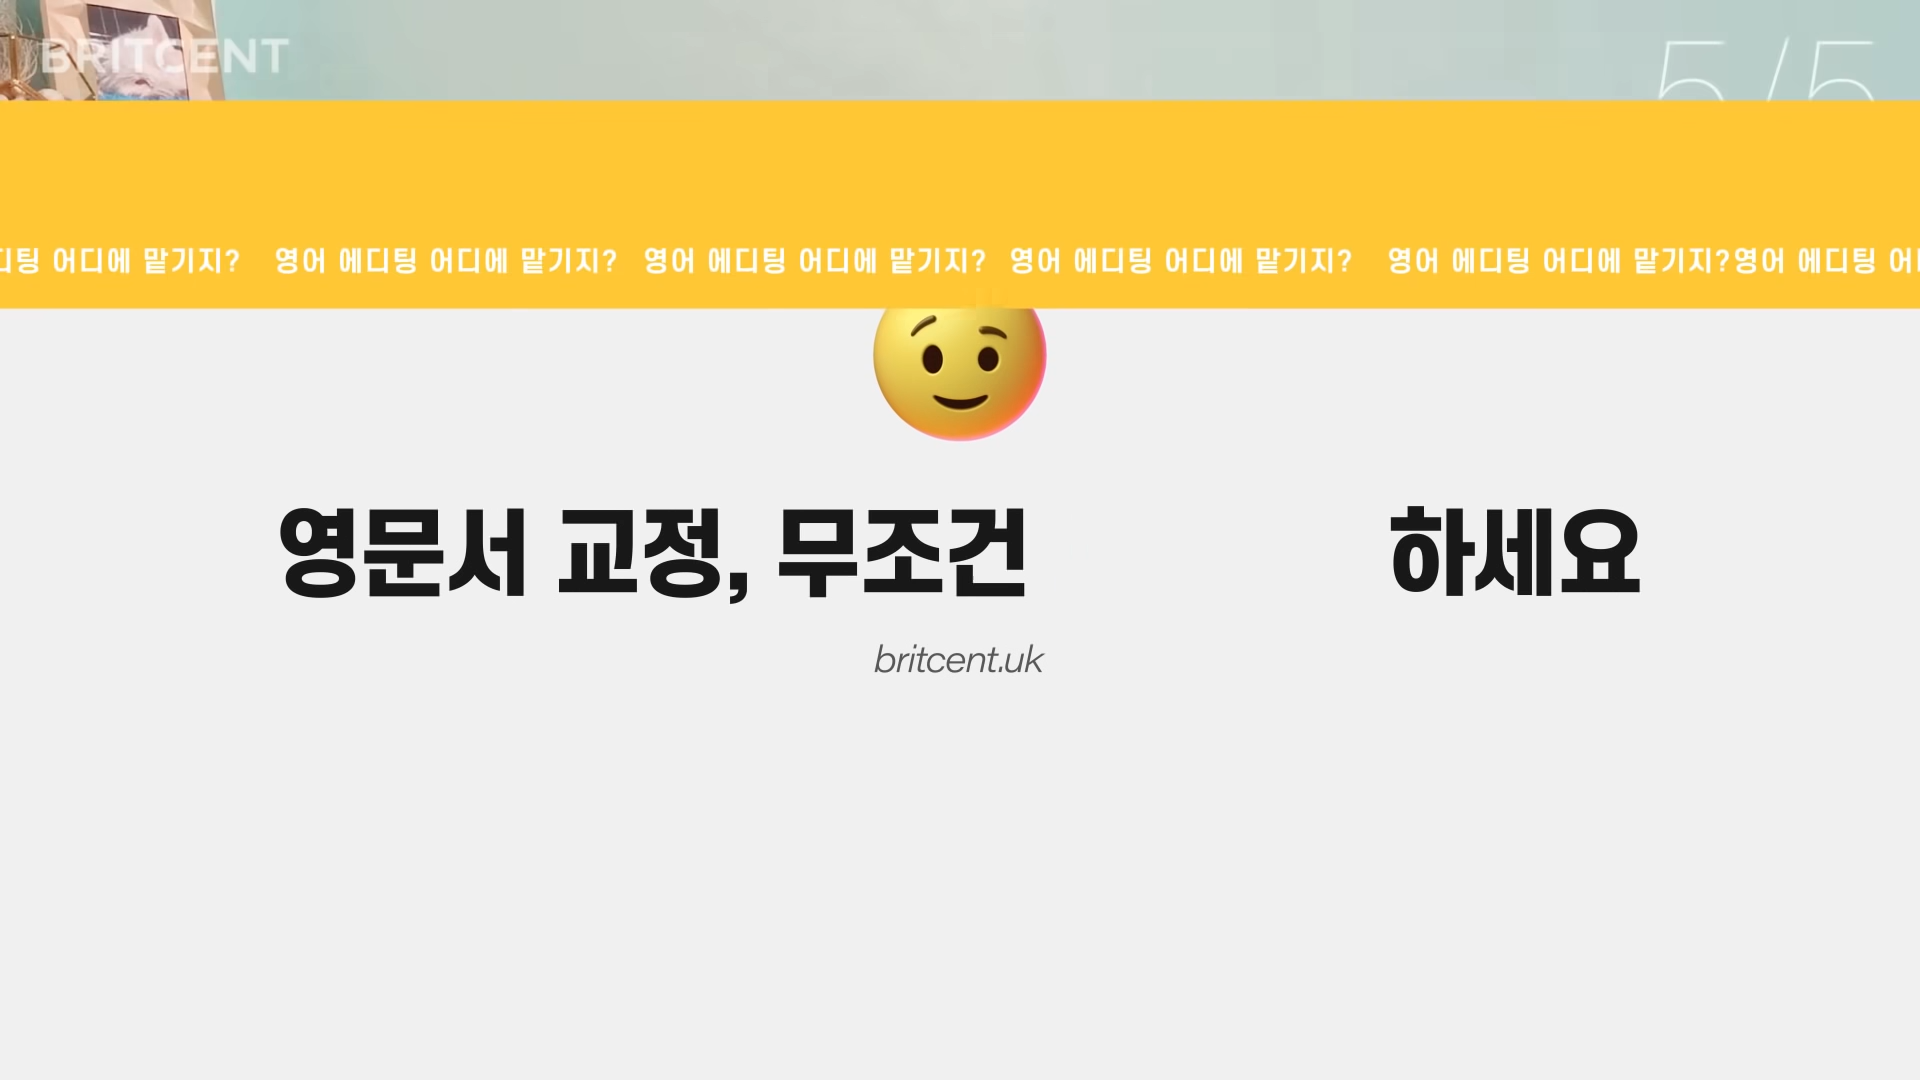 BRITCENT
5/5
디팅 어디에 맡기지? 영어 에디팅 어디에 맡기지? 영어 에디팅 어디에 맡기지? 영어 에디팅 어디에 맡기지? 영어 에디팅 어디에 맡기지? 영어 에디팅 어디
영문서 교정, 무조건 하세요
britcent.uk